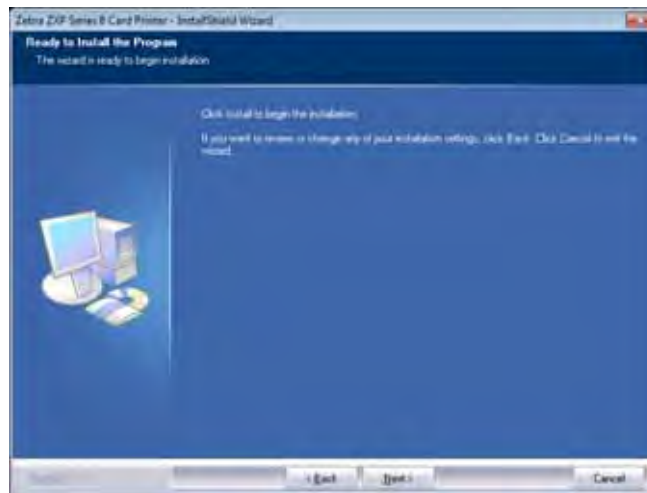 Zebra ZXP Series 8 Card Printer - InstallShield Wizard
Ready to Install the Program
The wizard is ready to begin installation.
Click Install to begin the installation.
If you want to review or change any of your installation settings, click Back. Click Cancel to exit the
wizard.
< Back
Next >
Cancel